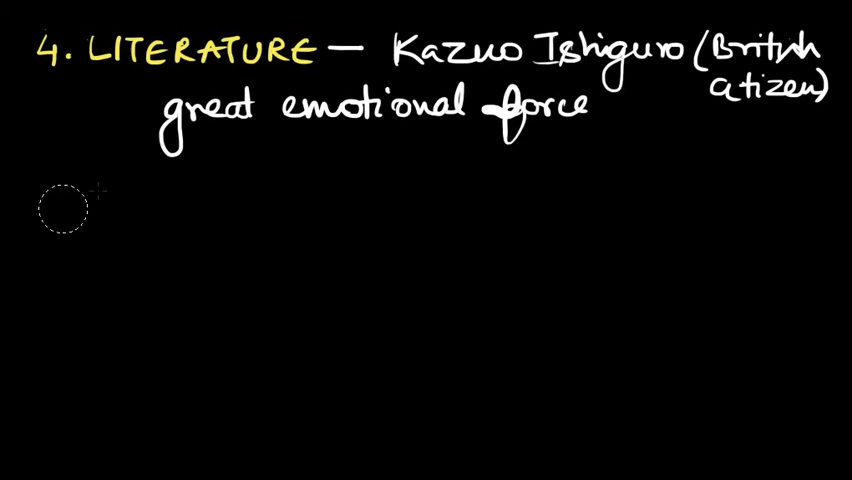 4. LITERATURE — Kazuo Ishiguro (British
citizen)
great emotional force